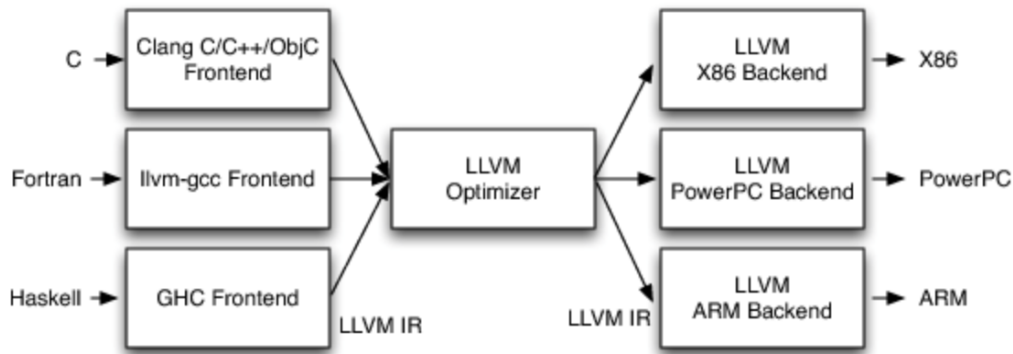 C
Clang C/C++/ObjC
Frontend
LLVM
X86 Backend
X86
Fortran
llvm-gcc Frontend
LLVM
Optimizer
LLVM
PowerPC Backend
PowerPC
Haskell
GHC Frontend
LLVM IR
LLVM IR
LLVM
ARM Backend
ARM